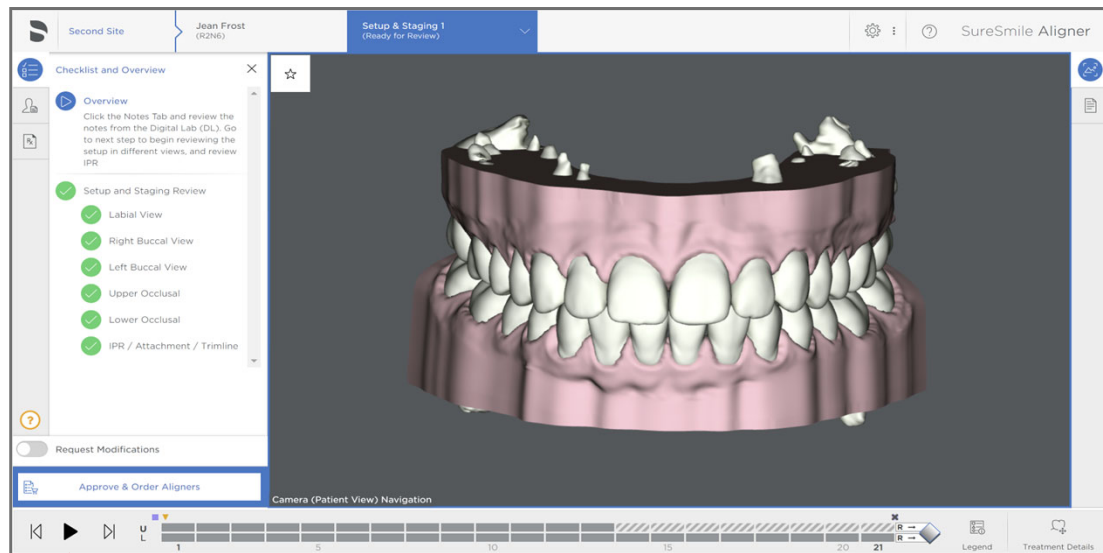 Second Site
Jean Frost
(R2N6)
Setup & Staging 1
(Ready for Review)
?
SureSmile Aligner
Checklist and Overview
Overview
Click the Notes Tab and review the
notes from the Digital Lab (DL). Go
to next step to begin reviewing the
setup in different views, and review
IPR
Setup and Staging Review
Labial View
Right Buccal View
Left Buccal View
Upper Occlusal
Lower Occlusal
IPR / Attachment / Trimline
?
Request Modifications
Approve & Order Aligners
Camera (Patient View) Navigation
U
L
R →
R →
1 5 10 15 20 21
Legend
Treatment Details